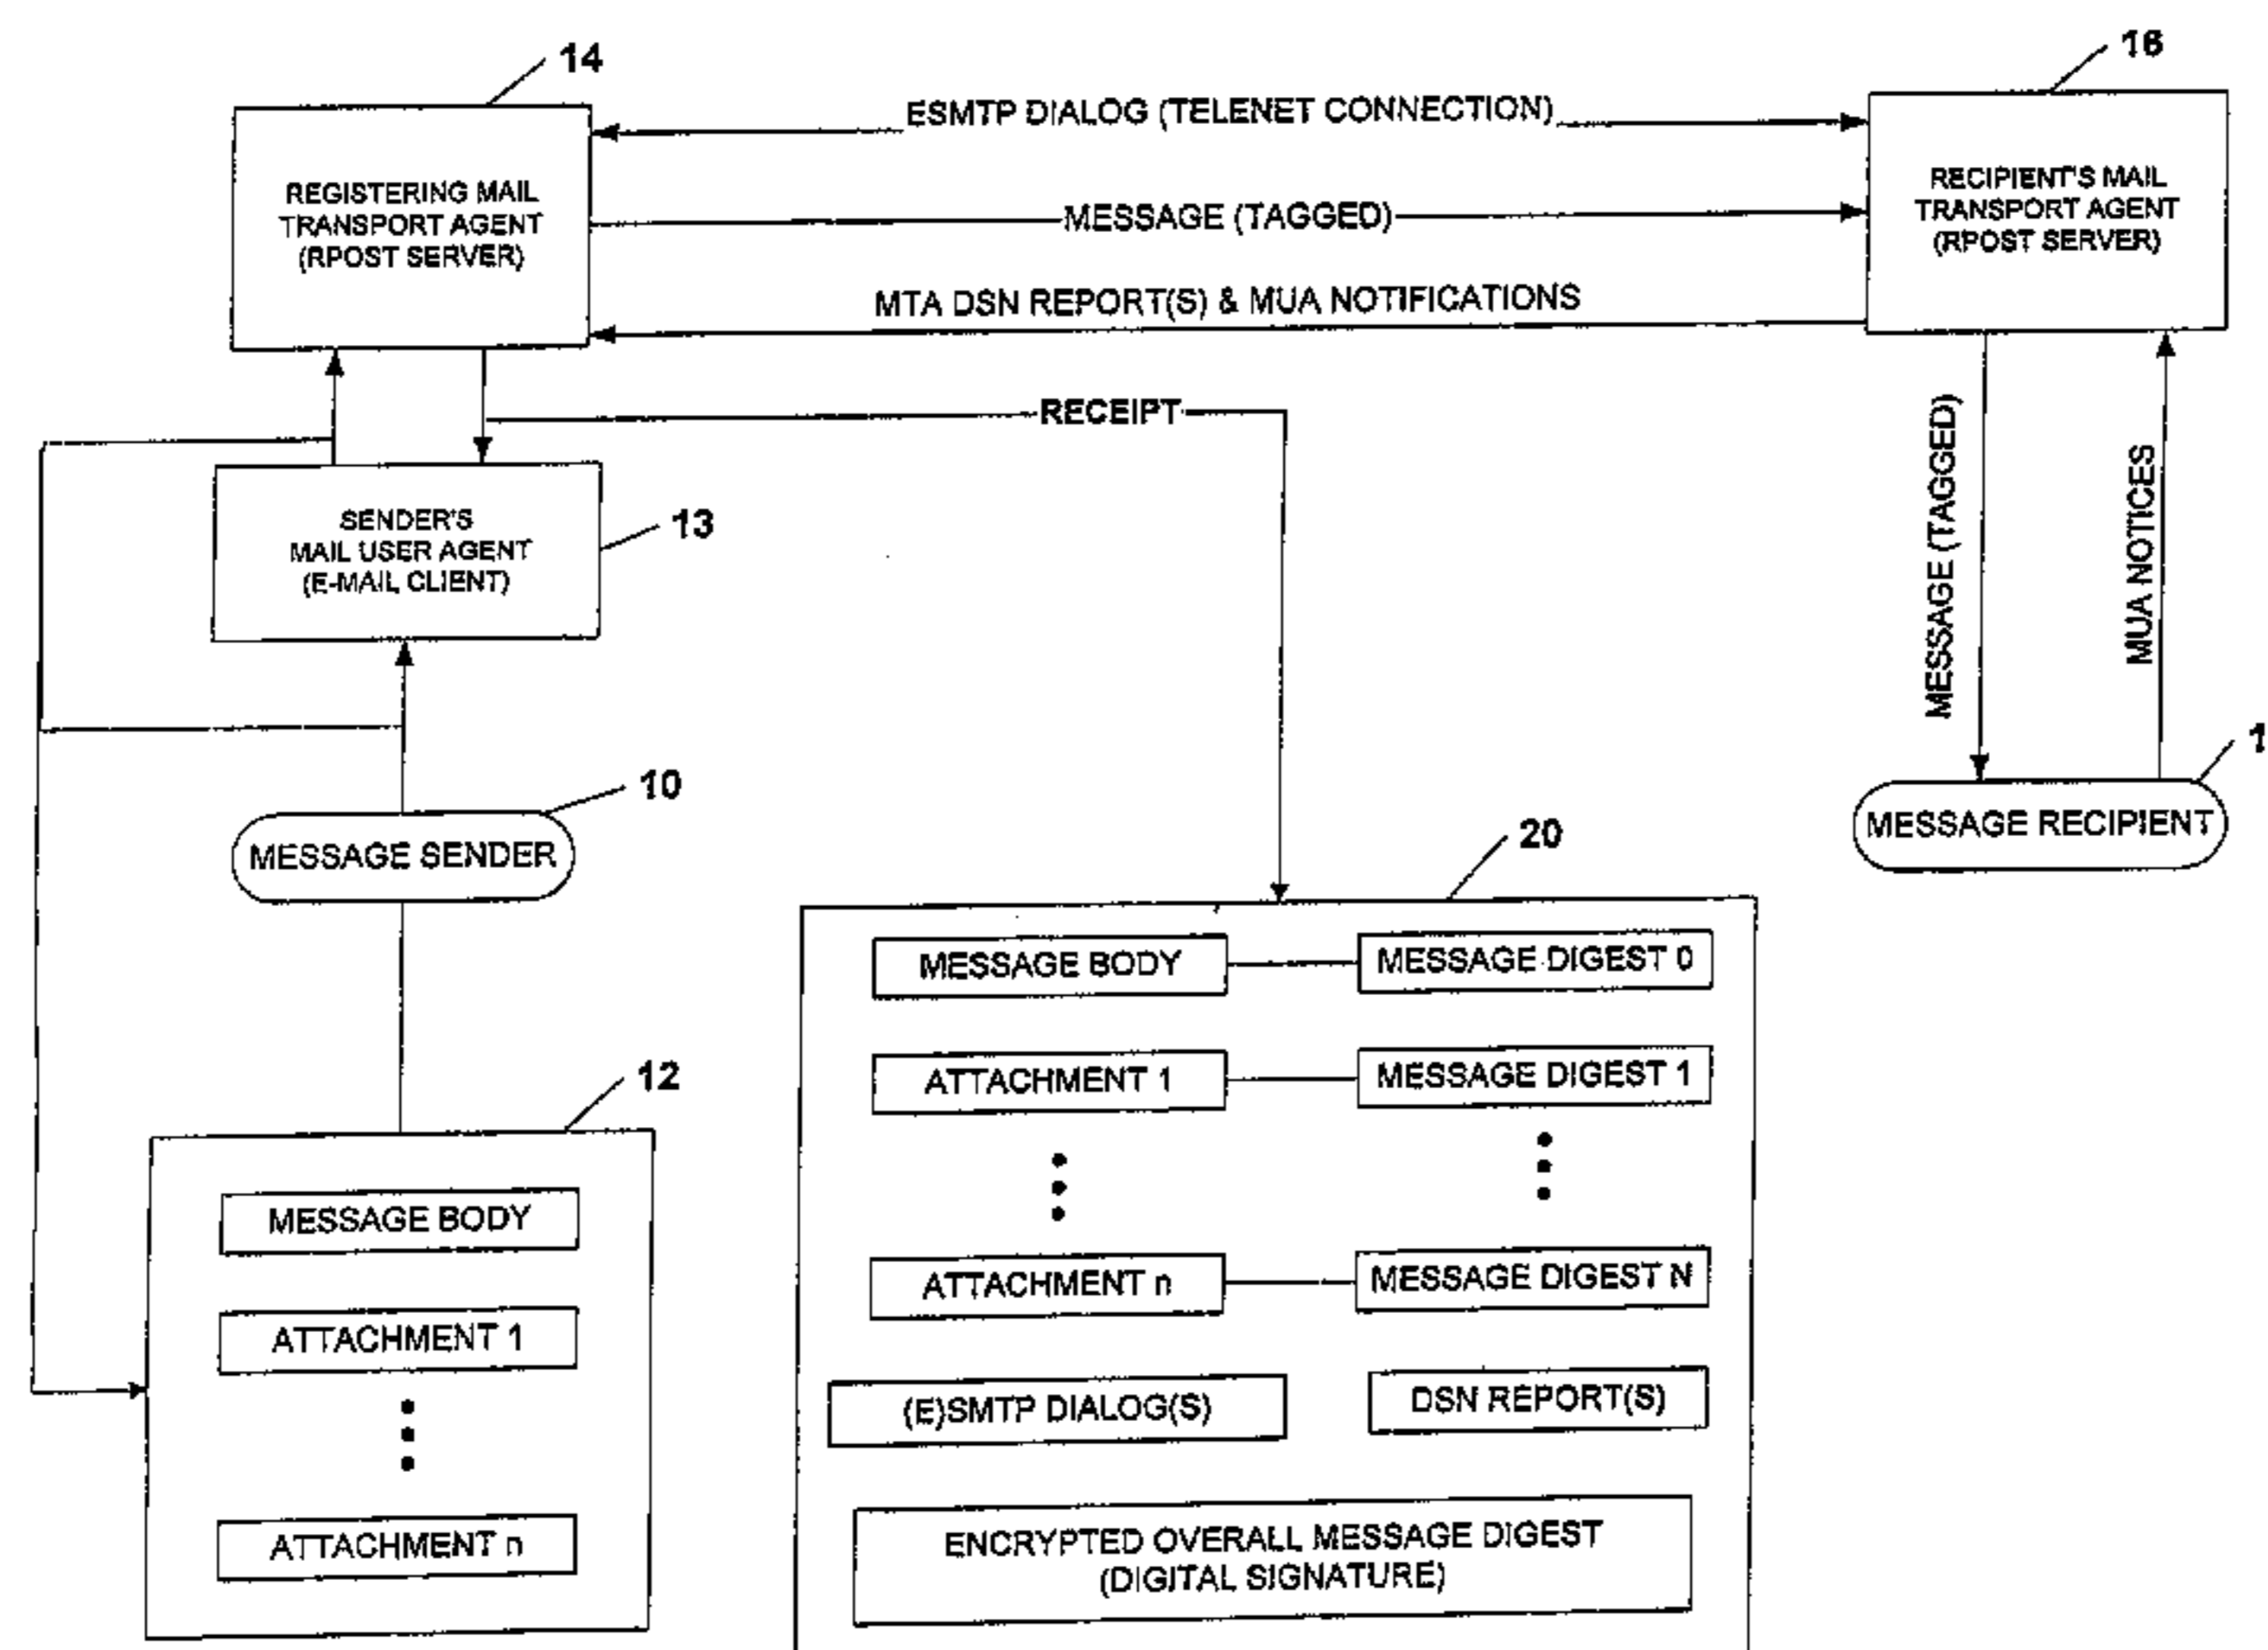 14
16
ESMTP DIALOG (TELENET CONNECTION)
REGISTERING MAIL
TRANSPORT AGENT
(RPOST SERVER)
RECIPIENT'S MAIL
TRANSPORT AGENT
(RPOST SERVER)
MESSAGE (TAGGED)
MTA DSN REPORT(S) & MUA NOTIFICATIONS
RECEIPT
SENDER'S
MAIL USER AGENT
(E-MAIL CLIENT)
13
MESSAGE (TAGGED)
MUA NOTICES
1
10
MESSAGE SENDER
MESSAGE RECIPIENT
20
MESSAGE BODY
MESSAGE DIGEST 0
ATTACHMENT 1
MESSAGE DIGEST 1
ATTACHMENT n
MESSAGE DIGEST N
(E)SMTP DIALOG(S)
DSN REPORT(S)
ENCRYPTED OVERALL MESSAGE DIGEST
(DIGITAL SIGNATURE)
12
MESSAGE BODY
ATTACHMENT 1
ATTACHMENT n